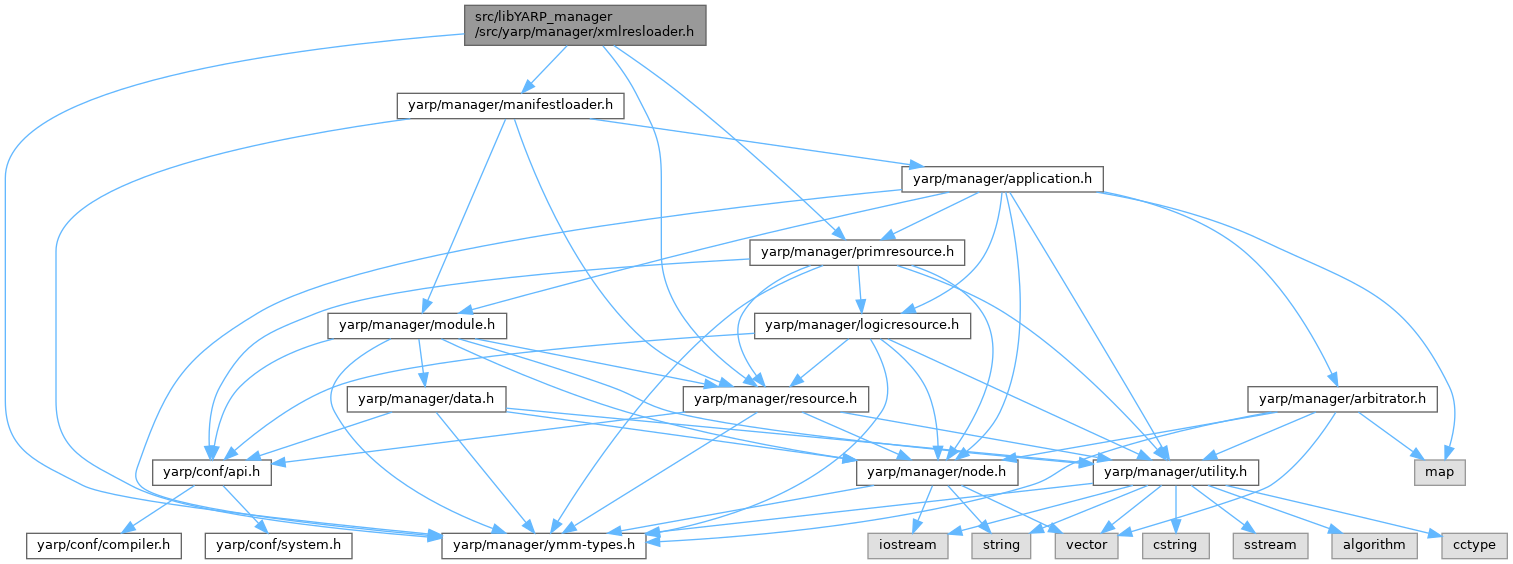 src/libYARP_manager
/src/yarp/manager/xmlresloader.h
yarp/manager/manifestloader.h
yarp/manager/application.h
yarp/manager/primresource.h
yarp/manager/module.h
yarp/manager/logicresource.h
yarp/manager/data.h
yarp/manager/resource.h
yarp/manager/arbitrator.h
yarp/conf/api.h
yarp/manager/node.h
yarp/manager/utility.h
map
yarp/conf/compiler.h
yarp/conf/system.h
yarp/manager/ymm-types.h
iostream
string
vector
cstring
sstream
algorithm
cctype